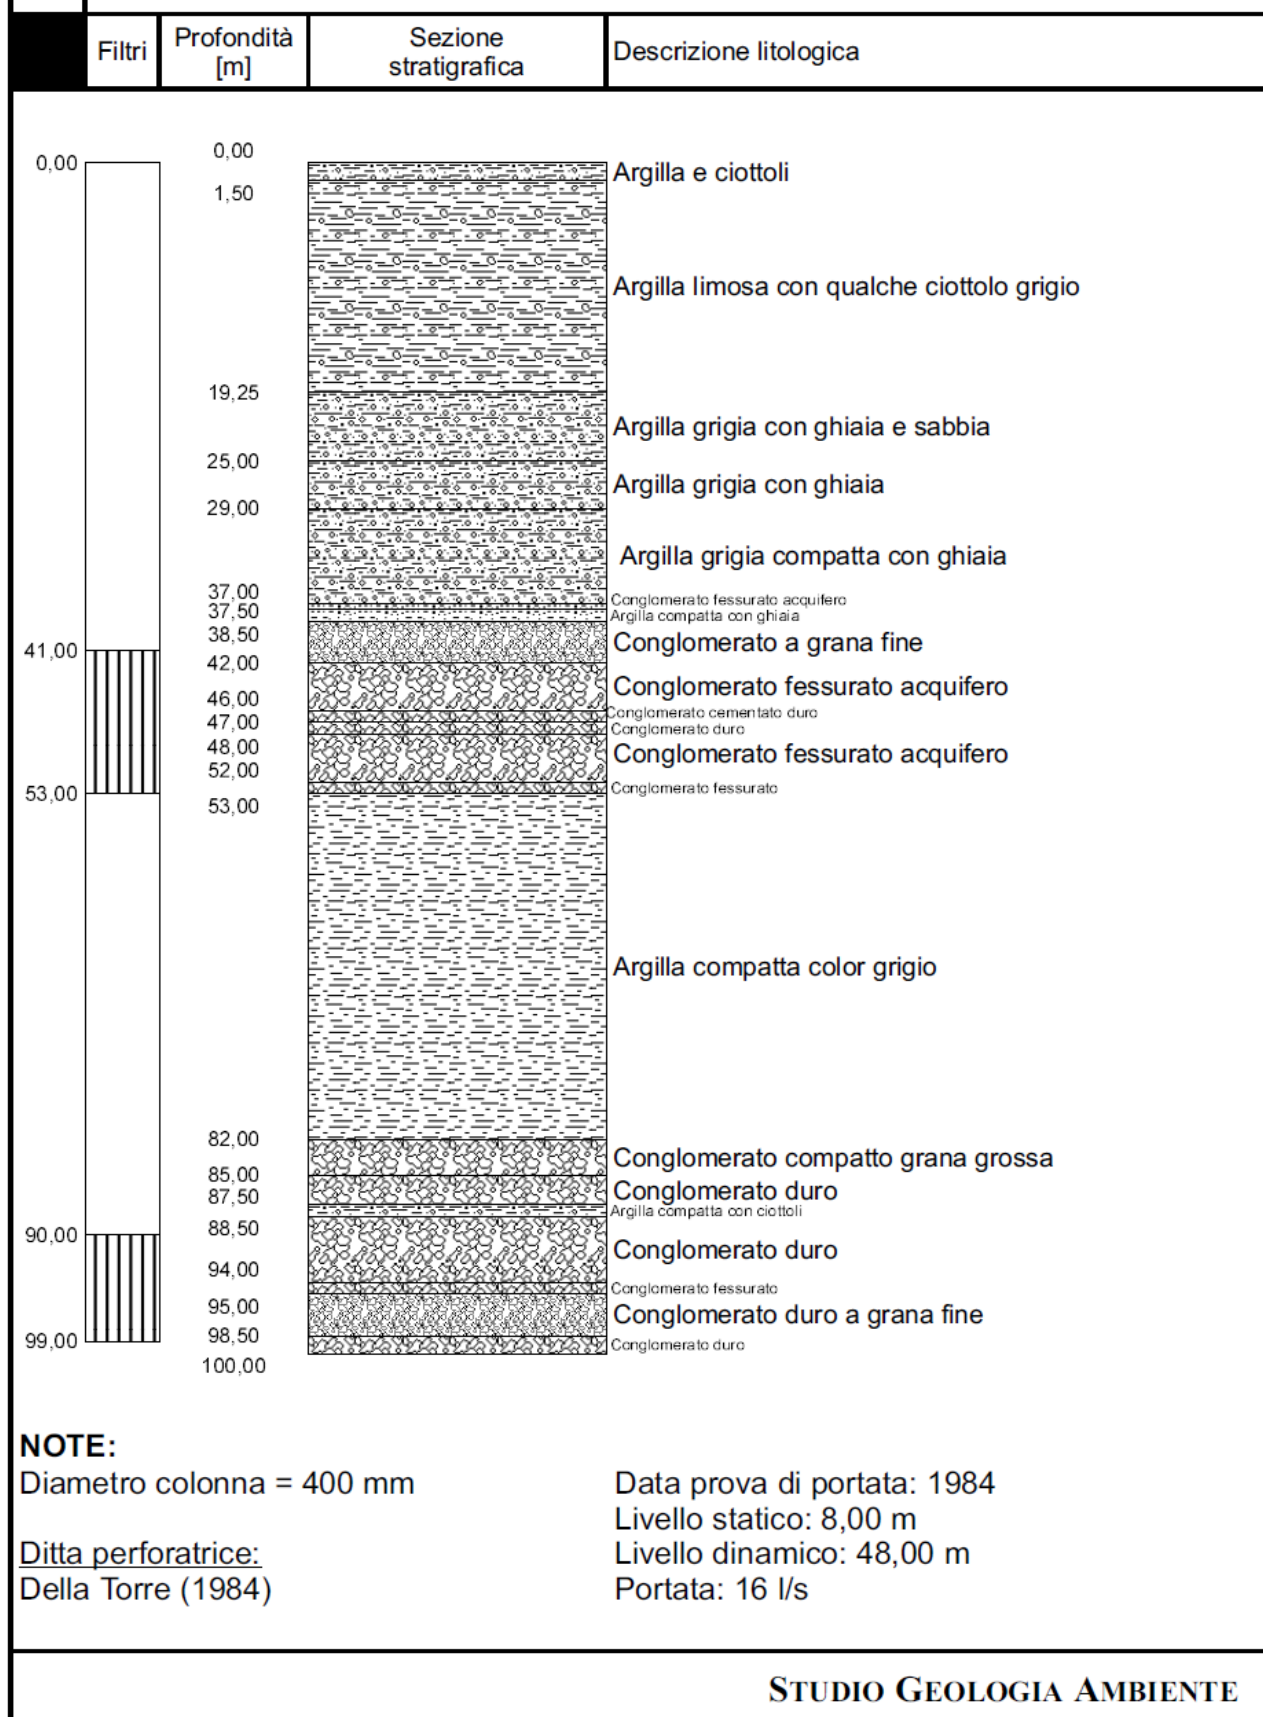 Filtri
Profondità
[m]
Sezione
stratigrafica
Descrizione litologica
0,00
0,00
Argilla e ciottoli
1,50
Argilla limosa con qualche ciottolo grigio
19,25
Argilla grigia con ghiaia e sabbia
25,00
Argilla grigia con ghiaia
29,00
Argilla grigia compatta con ghiaia
37,00
Conglomerato fessurato acquifero
37,50
Argilla compatta con ghiaia
38,50
Conglomerato a grana fine
41,00
42,00
Conglomerato fessurato acquifero
46,00
Conglomerato cementato duro
47,00
Conglomerato duro
48,00
Conglomerato fessurato acquifero
52,00
Conglomerato fessurato
53,00
53,00
Argilla compatta color grigio
82,00
Conglomerato compatto grana grossa
85,00
Conglomerato duro
87,50
Argilla compatta con ciottoli
88,50
90,00
Conglomerato duro
94,00
Conglomerato fessurato
95,00
Conglomerato duro a grana fine
98,50
99,00
Conglomerato duro
100,00
NOTE:
Diametro colonna = 400 mm
Ditta perforatrice:
Della Torre (1984)
Data prova di portata: 1984
Livello statico: 8,00 m
Livello dinamico: 48,00 m
Portata: 16 l/s
STUDIO GEOLOGIA AMBIENTE